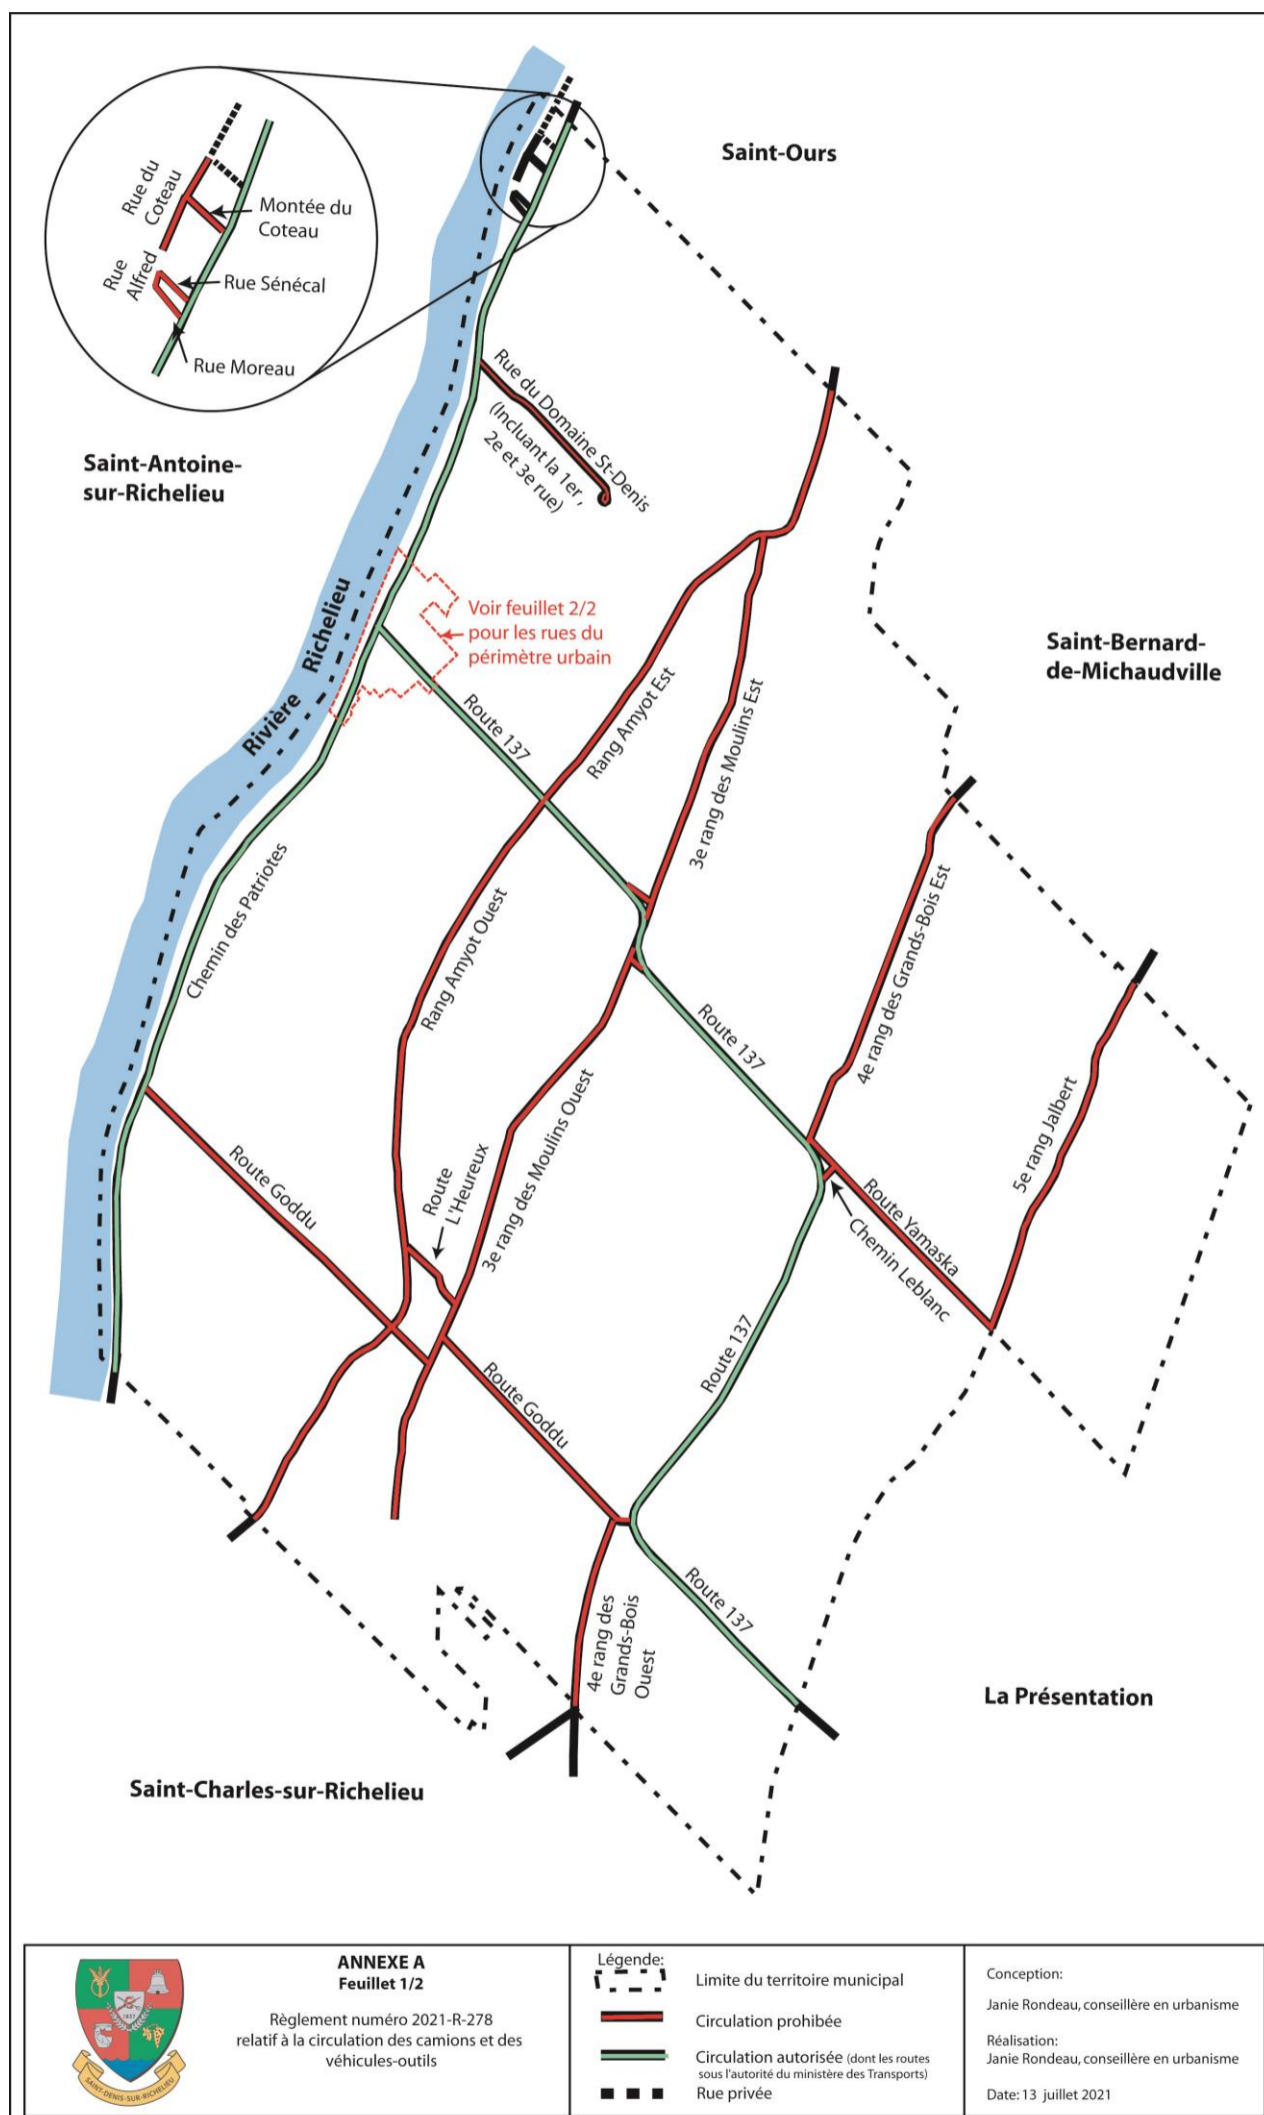 Saint-Ours
Rue du
Coteau
Montée du
Coteau
Rue
Alfred
Rue Sénécal
Rue Moreau
Rue du Domaine St-Denis
(Incluant la 1er ,
2e et 3e rue)
Saint-Antoine-
sur-Richelieu
Rivière Richelieu
Voir feuillet 2/2
pour les rues du
périmètre urbain
Saint-Bernard-
de-Michaudville
Route 137
Rang Amyot Est
3e rang des Moulins Est
Chemin des Patriotes
Rang Amyot Ouest
4e rang des Grands-Bois Est
Route 137
5e rang Jalbert
3e rang des Moulins Ouest
Route Goddu
Route
L'Heureux
Route Yamaska
Chemin Leblanc
Route 137
Route Goddu
Route 137
4e rang des
Grands-Bois
Ouest
La Présentation
Saint-Charles-sur-Richelieu
SAINT-DENIS-SUR-RICHELIEU
1837
ANNEXE A
Feuillet 1/2
Règlement numéro 2021-R-278
relatif à la circulation des camions et des
véhicules-outils
Légende:
Limite du territoire municipal
Circulation prohibée
Circulation autorisée (dont les routes
sous l'autorité du ministère des Transports)
Rue privée
Conception:
Janie Rondeau, conseillère en urbanisme
Réalisation:
Janie Rondeau, conseillère en urbanisme
Date: 13 juillet 2021